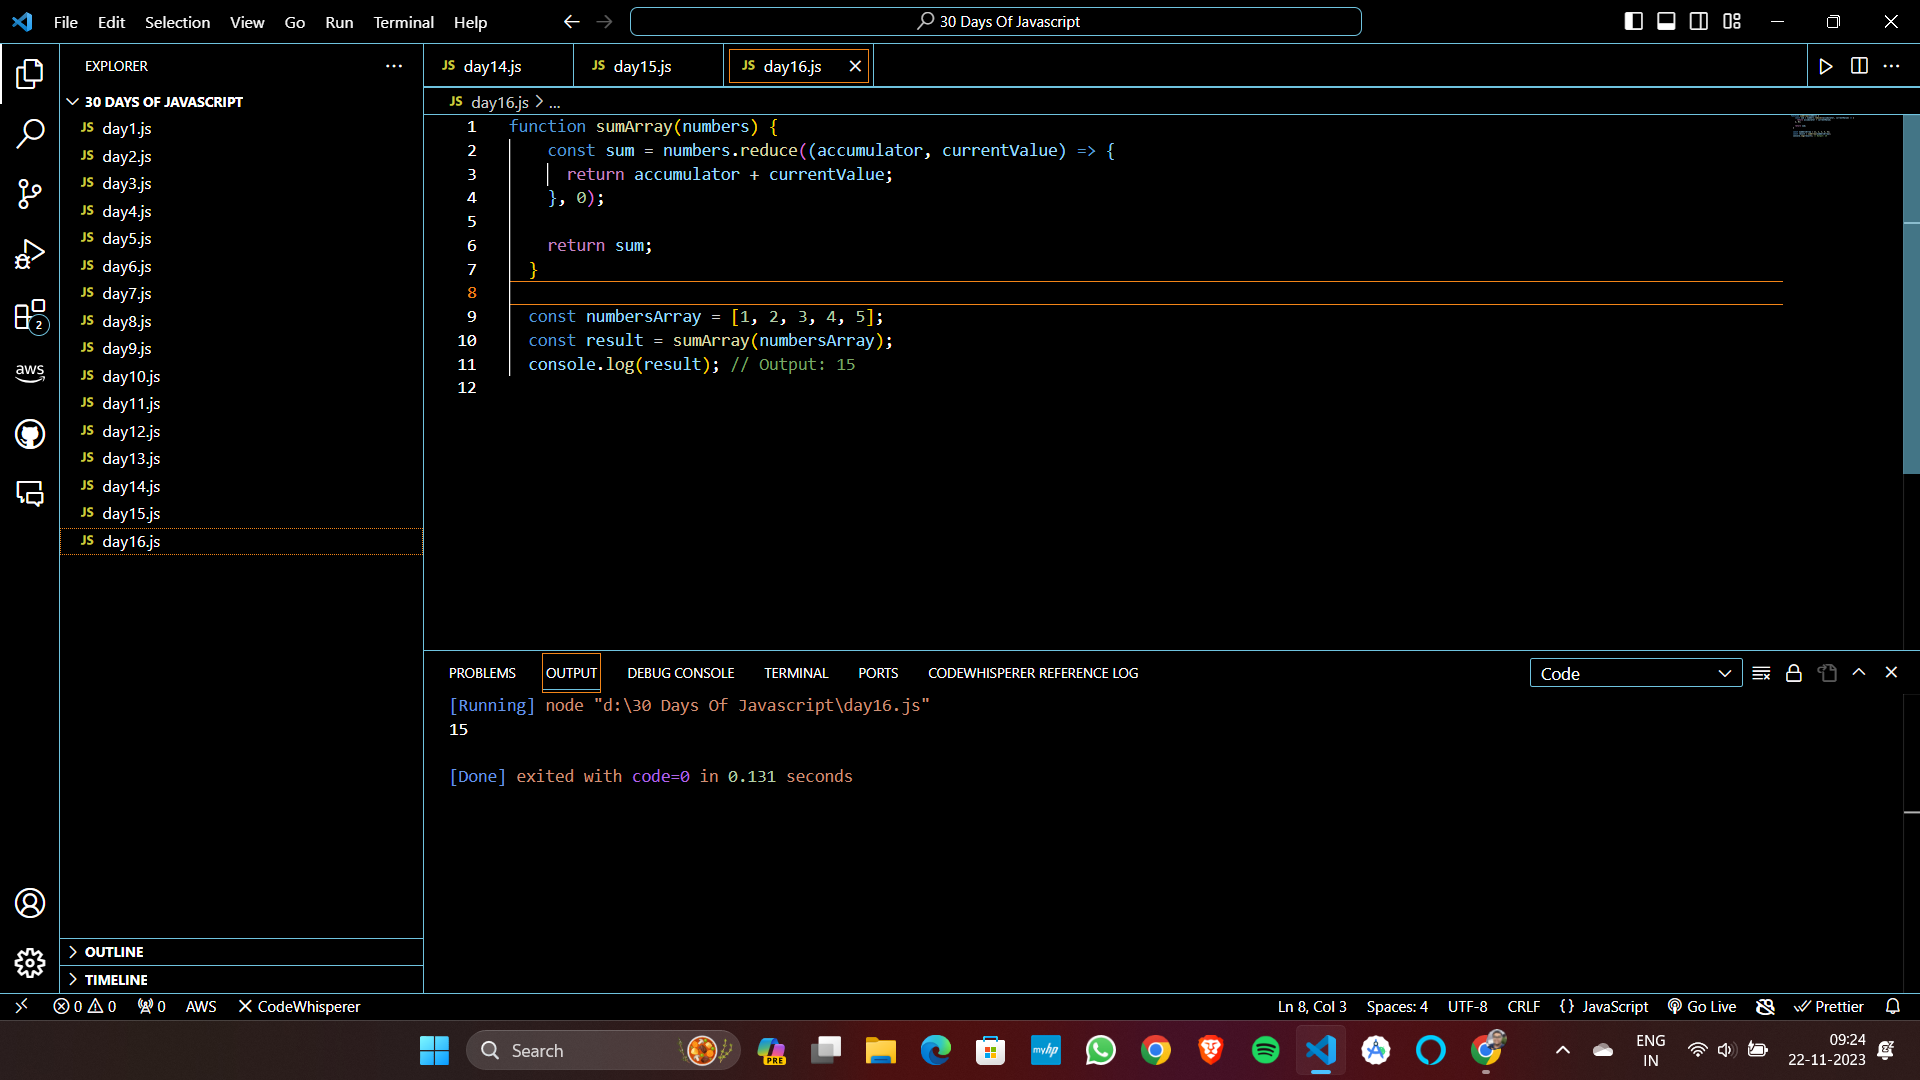 File Edit Selection View Go Run Terminal Help
30 Days Of Javascript
EXPLORER
30 DAYS OF JAVASCRIPT
JS day1.js
JS day2.js
JS day3.js
JS day4.js
JS day5.js
JS day6.js
JS day7.js
JS day8.js
JS day9.js
JS day10.js
JS day11.js
JS day12.js
JS day13.js
JS day14.js
JS day15.js
JS day16.js
OUTLINE
TIMELINE
2
aws
JS day14.js JS day15.js JS day16.js
JS day16.js > ...
1 function sumArray(numbers) {
2 const sum = numbers.reduce((accumulator, currentValue) => {
3 return accumulator + currentValue;
4 }, 0);
5
6 return sum;
7 }
8
9 const numbersArray = [1, 2, 3, 4, 5];
10 const result = sumArray(numbersArray);
11 console.log(result); // Output: 15
12
PROBLEMS OUTPUT DEBUG CONSOLE TERMINAL PORTS CODEWHISPERER REFERENCE LOG Code
[Running] node "d:\30 Days Of Javascript\day16.js"
15
[Done] exited with code=0 in 0.131 seconds
0 0 0 AWS CodeWhisperer Ln 8, Col 3 Spaces: 4 UTF-8 CRLF {} JavaScript Go Live Prettier
Search PRE myhp ENG 09:24
IN 22-11-2023